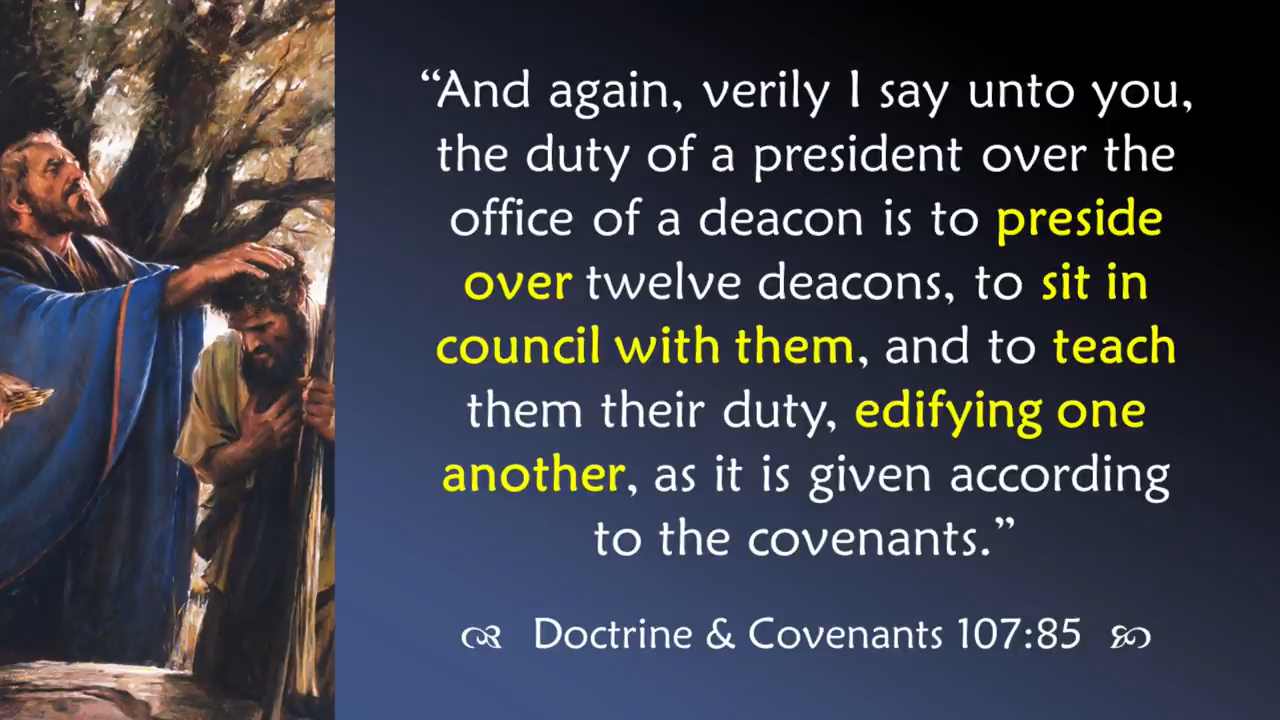 “And again, verily I say unto you,
the duty of a president over the
office of a deacon is to preside
over twelve deacons, to sit in
council with them, and to teach
them their duty, edifying one
another, as it is given according
to the covenants.”
Doctrine & Covenants 107:85